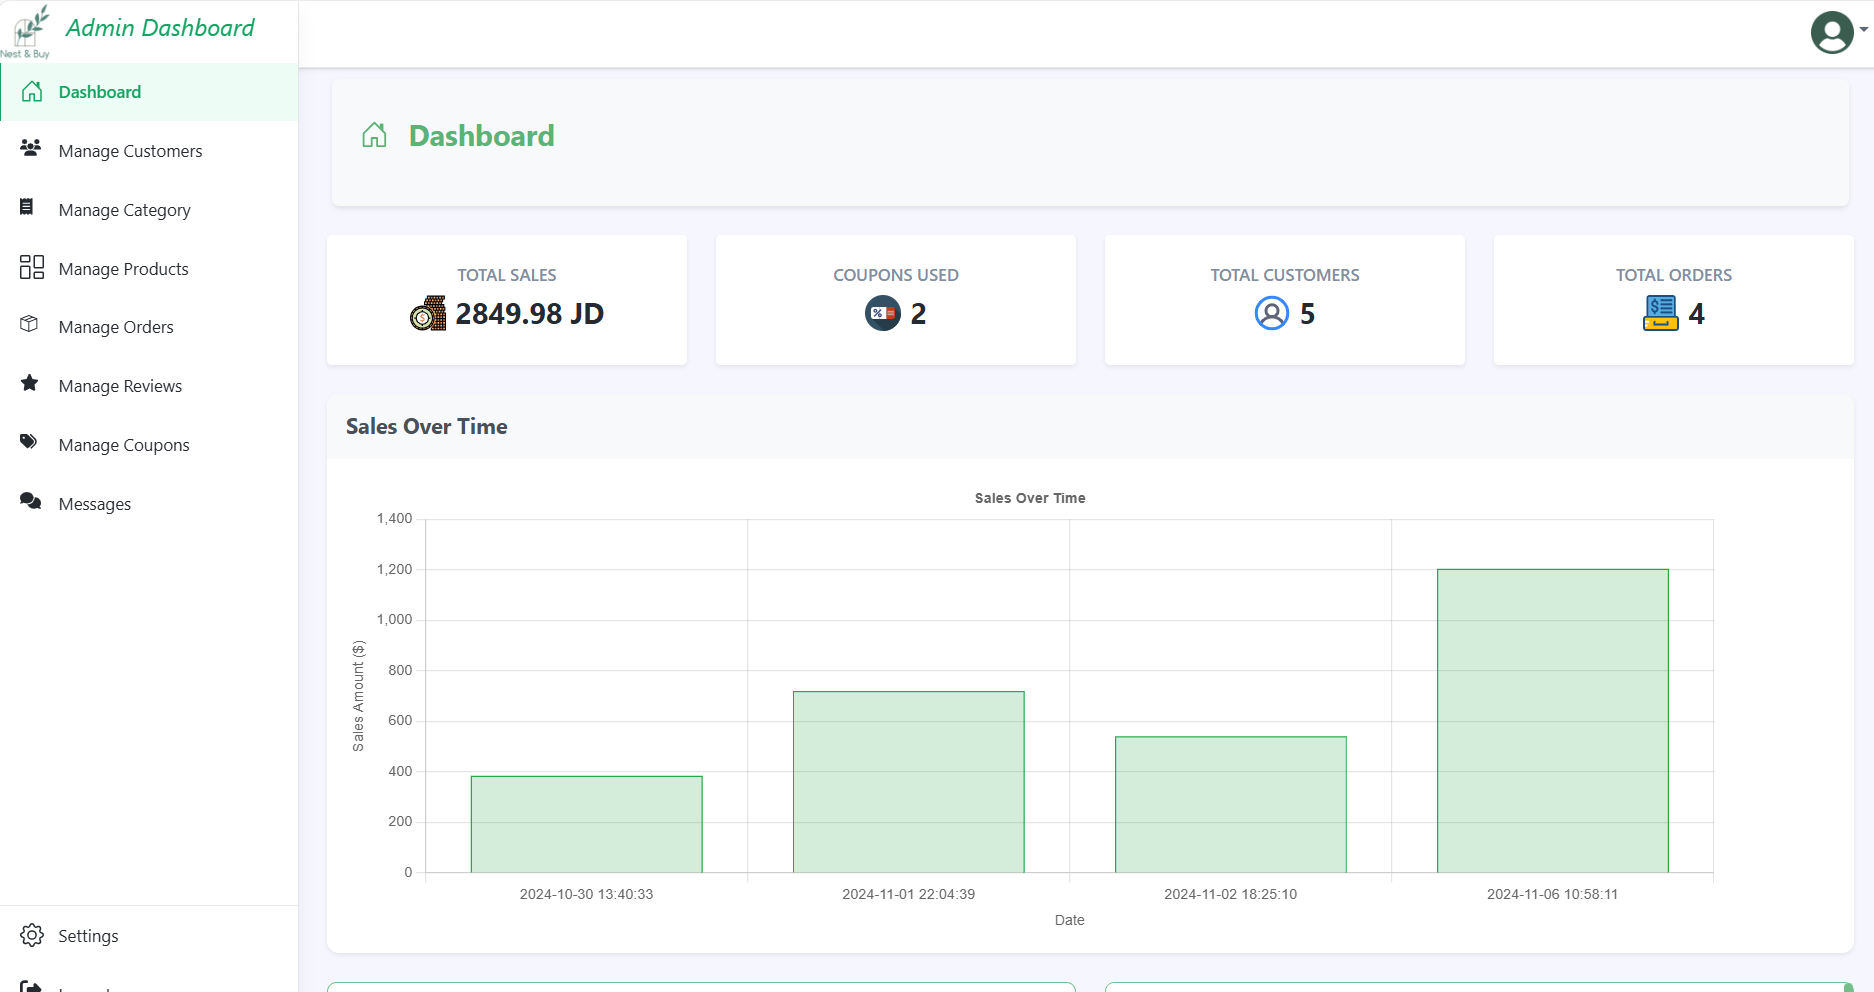 Nest & Buy
Admin Dashboard
Dashboard
Manage Customers
Manage Category
Manage Products
Manage Orders
Manage Reviews
Manage Coupons
Messages
Settings
Dashboard
TOTAL SALES
2849.98 JD
COUPONS USED
2
TOTAL CUSTOMERS
5
TOTAL ORDERS
4
Sales Over Time
Sales Over Time
1,400
1,200
1,000
800
600
400
200
0
Sales Amount ($)
2024-10-30 13:40:33
2024-11-01 22:04:39
2024-11-02 18:25:10
2024-11-06 10:58:11
Date